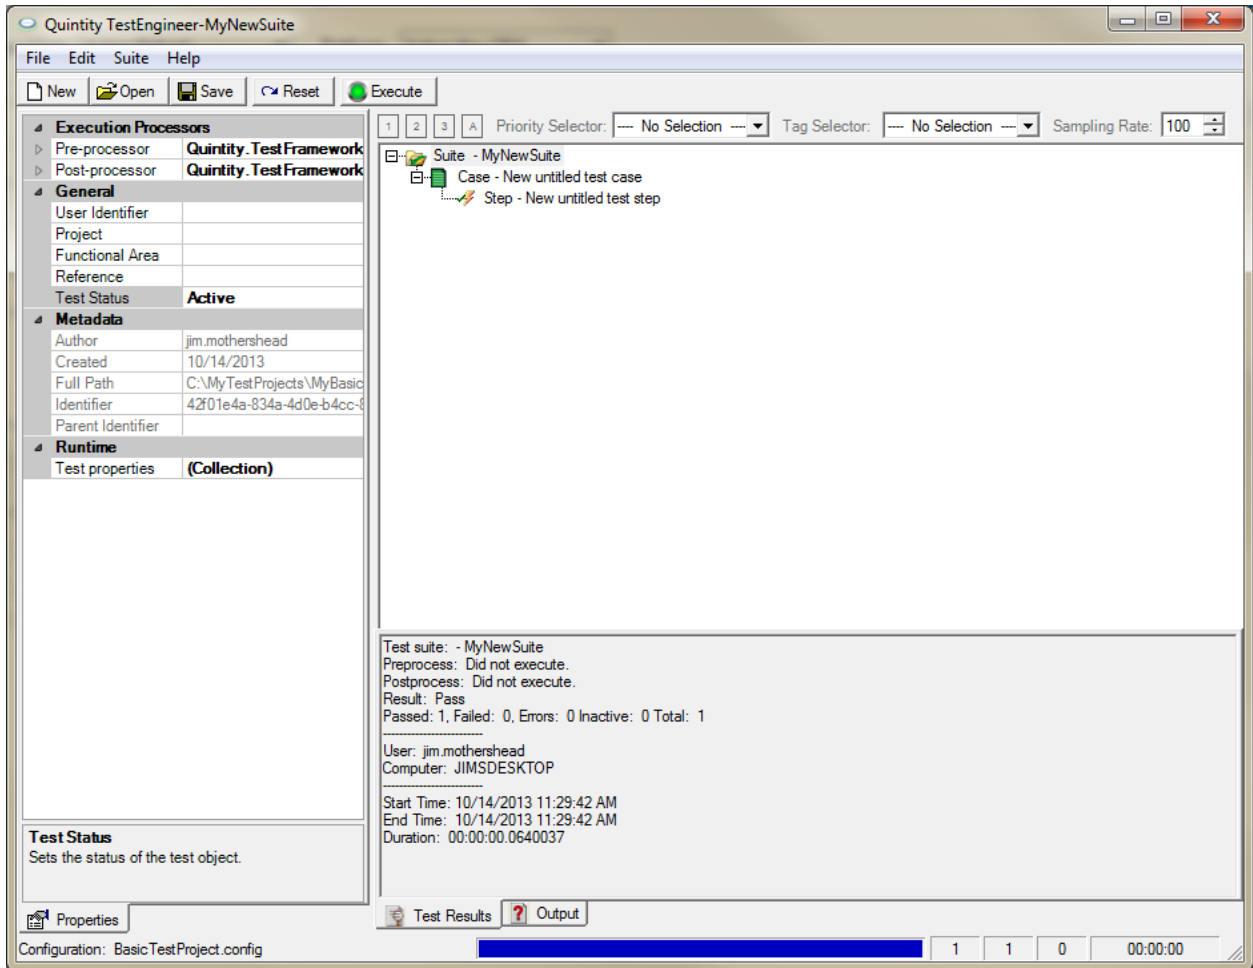 Quintity TestEngineer-MyNewSuite
File Edit Suite Help
New Open Save Reset Execute
1 2 3 A Priority Selector: ---- No Selection ---- Tag Selector: ---- No Selection ---- Sampling Rate: 100
Execution Processors
Pre-processor Quintity.TestFramework
Post-processor Quintity.TestFramework
General
User Identifier
Project
Functional Area
Reference
Test Status Active
Metadata
Author jim.mothershead
Created 10/14/2013
Full Path C:\MyTestProjects\MyBasic
Identifier 42f01e4a-834a-4d0e-b4cc-8
Parent Identifier
Runtime
Test properties (Collection)
Suite - MyNewSuite
Case - New untitled test case
Step - New untitled test step
Test suite: - MyNewSuite
Preprocess: Did not execute.
Postprocess: Did not execute.
Result: Pass
Passed: 1, Failed: 0, Errors: 0 Inactive: 0 Total: 1
-------------------------
User: jim.mothershead
Computer: JIMSDESKTOP
-------------------------
Start Time: 10/14/2013 11:29:42 AM
End Time: 10/14/2013 11:29:42 AM
Duration: 00:00:00.0640037
Test Status
Sets the status of the test object.
Properties
Test Results Output
Configuration: BasicTestProject.config
1 1 0 00:00:00